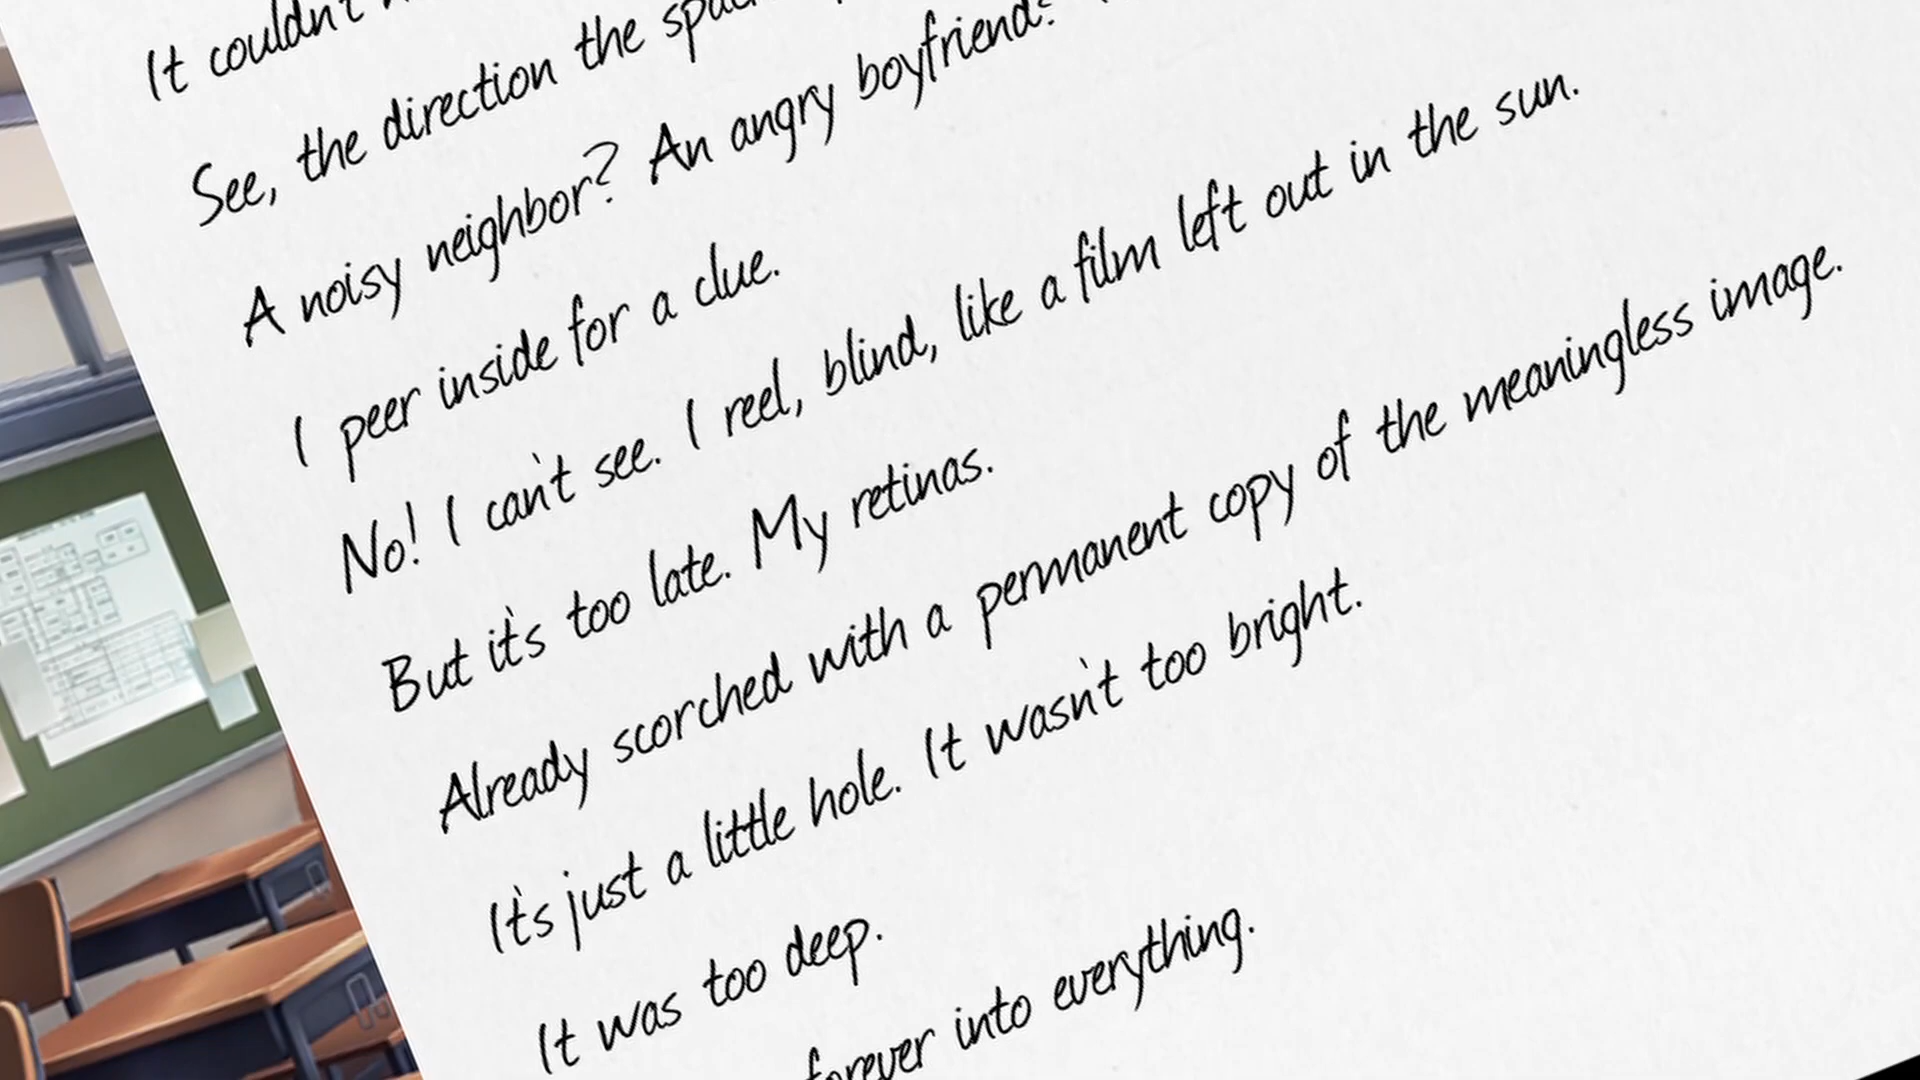 It couldn't
See, the direction the
A noisy neighbor? An angry boyfriend?
I peer inside for a clue.
No! I can't see. I reel, blind, like a film left out in the sun.
But it's too late. My retinas.
Already scorched with a permanent copy of the meaningless image.
It's just a little hole. It wasn't too bright.
It was too deep.
forever into everything.